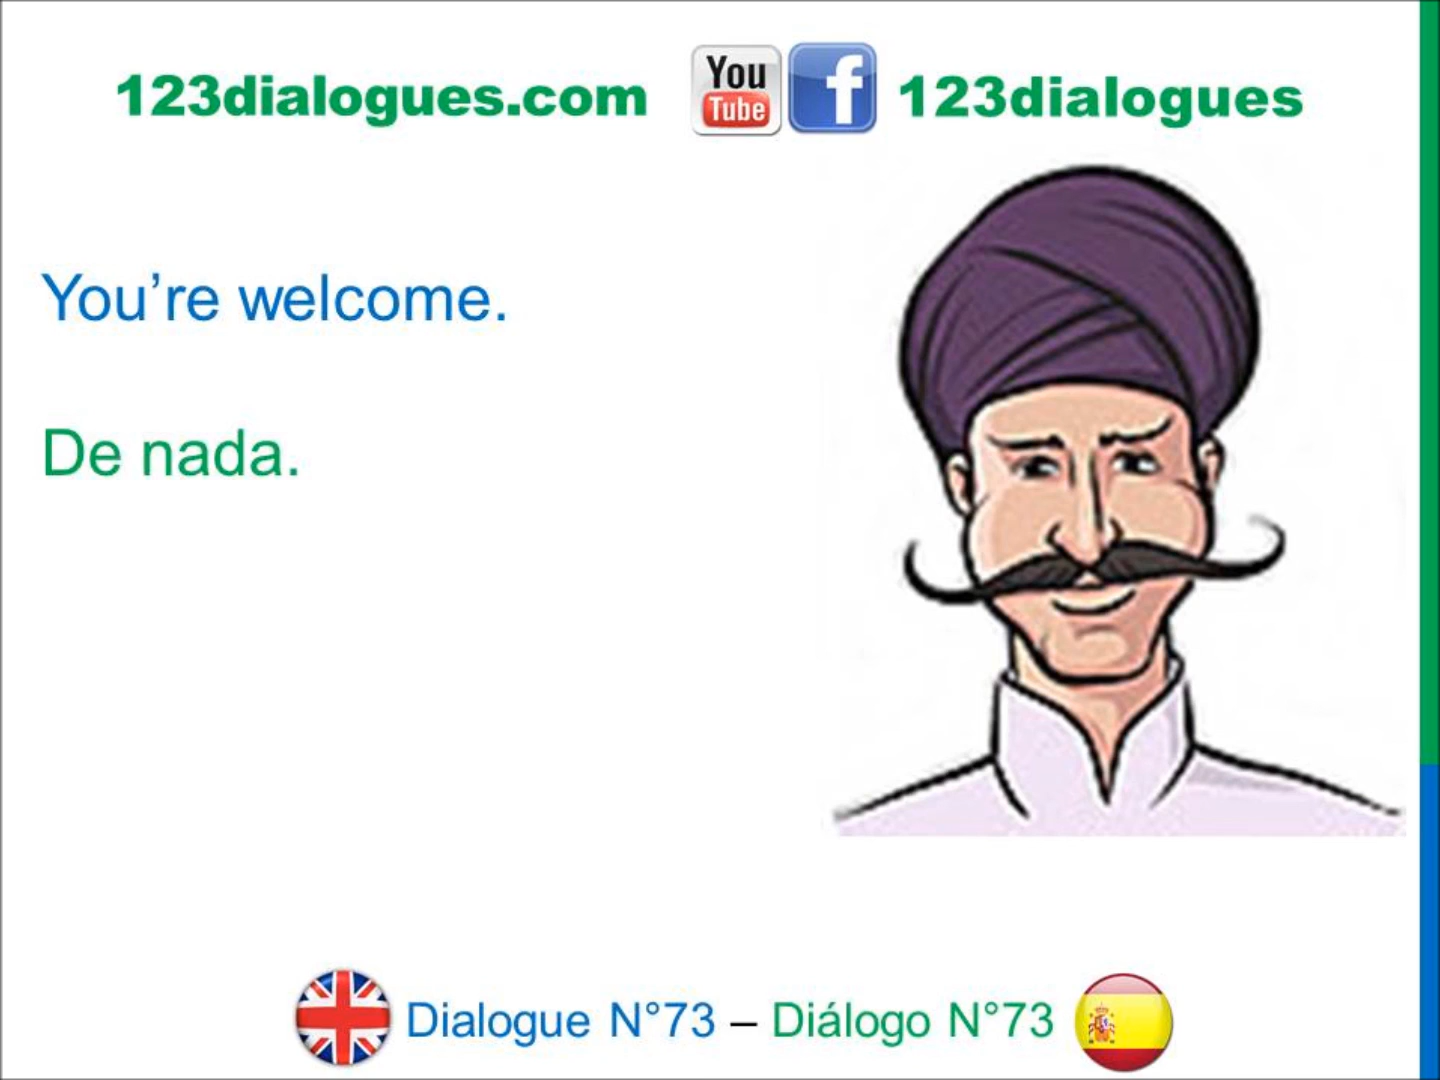 123dialogues.com You Tube f 123dialogues
You’re welcome.
De nada.
Dialogue N°73 – Diálogo N°73